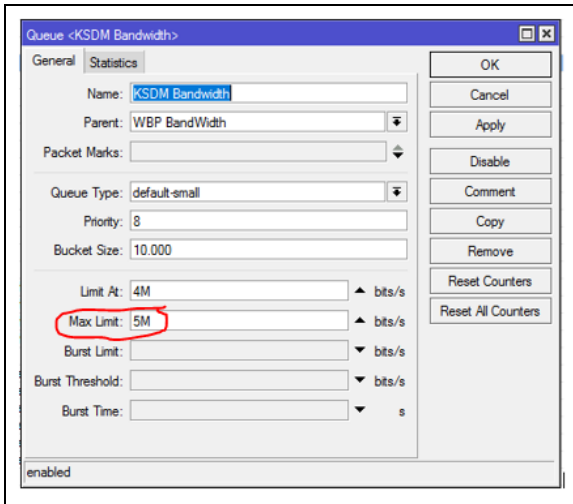 Queue <KSDM Bandwidth>
General Statistics
OK
Name: KSDM Bandwidth
Cancel
Parent: WBP BandWidth
Apply
Packet Marks:
Disable
Queue Type: default-small
Comment
Priority: 8
Copy
Bucket Size: 10.000
Remove
Limit At: 4M bits/s
Reset Counters
Max Limit: 5M bits/s
Reset All Counters
Burst Limit: bits/s
Burst Threshold: bits/s
Burst Time: s
enabled